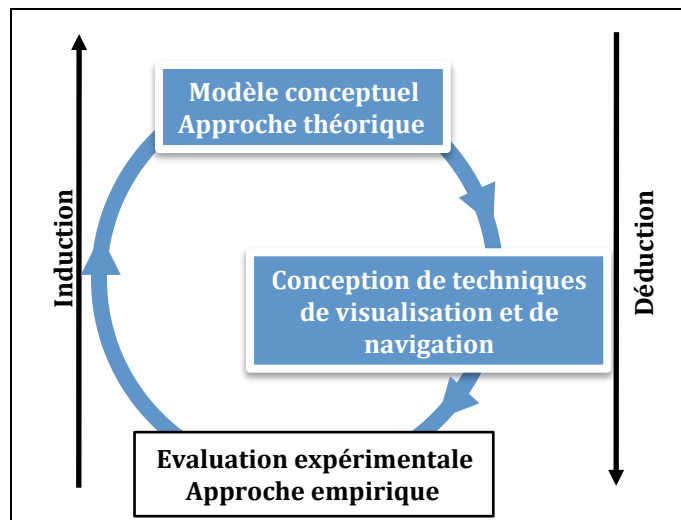 Modèle conceptuel
Approche théorique
Induction
Déduction
Conception de techniques
de visualisation et de
navigation
Evaluation expérimentale
Approche empirique